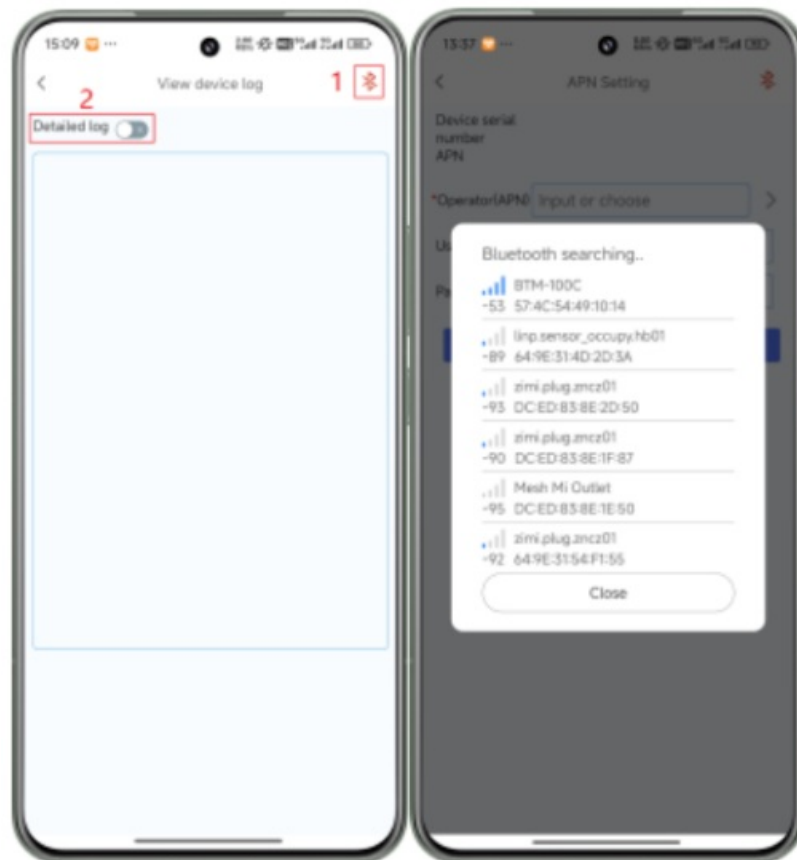 15:09
View device log
1
2
Detailed log
13:37
APN Setting
Device serial
number
APN
*Operator(APN) Input or choose
Us
Pa
Bluetooth searching..
BTM-100C
-53 57:4C:54:49:10:14
linp.sensor_occupy.hb01
-89 64:9E:31:4D:2D:3A
zimi.plug.zncz01
-93 DC:ED:83:8E:2D:50
zimi.plug.zncz01
-90 DC:ED:83:8E:1F:87
Mesh Mi Outlet
-95 DC:ED:83:8E:1E:50
zimi.plug.zncz01
-92 64:9E:31:54:F1:55
Close